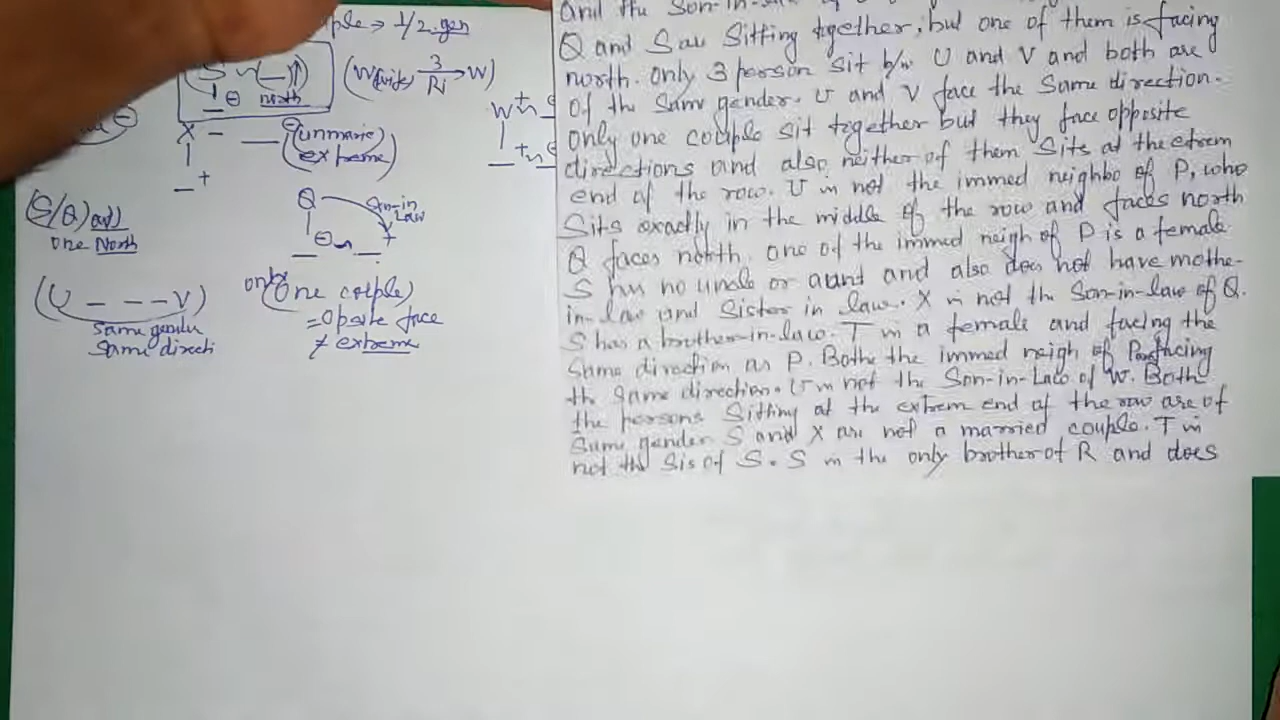 1/2 gen
north (W 3/Ri → W)
X - — (unmarie)
extreme)
- +
(S/Q) all
one North
Q Son-in Law
- ⊖ - +
(U - - - V)
Same gender
Same directi
only (One cotple)
= Oposite face
≠ extreme
W+
and the Son-in-
Q and S are Sitting together, but one of them is facing
north. Only 3 person sit b/w U and V and both are
of the Same gender. U and V face the Same direction.
Only one couple sit together but they face opposite
directions and also neither of them Sits at the extrem
end of the row. U is not the immed neighbo of P, who
Sits exactly in the middle of the row and faces north
Q faces north. one of the immed neigh of P is a female
S has no uncle or aunt and also does not have mothe-
in-law and Sister in law. X is not the Son-in-law of Q.
S has a brother-in-law. T is a female and facing the
Same direction as P. Bothe the immed neigh of P facing
the Same direction. U is not the Son-in-Law of W. Both
the persons Sitting at the extrem end of the row are of
Same gender S and X are not a married couple. T is
not the Sis of S. S is the only brother of R and does